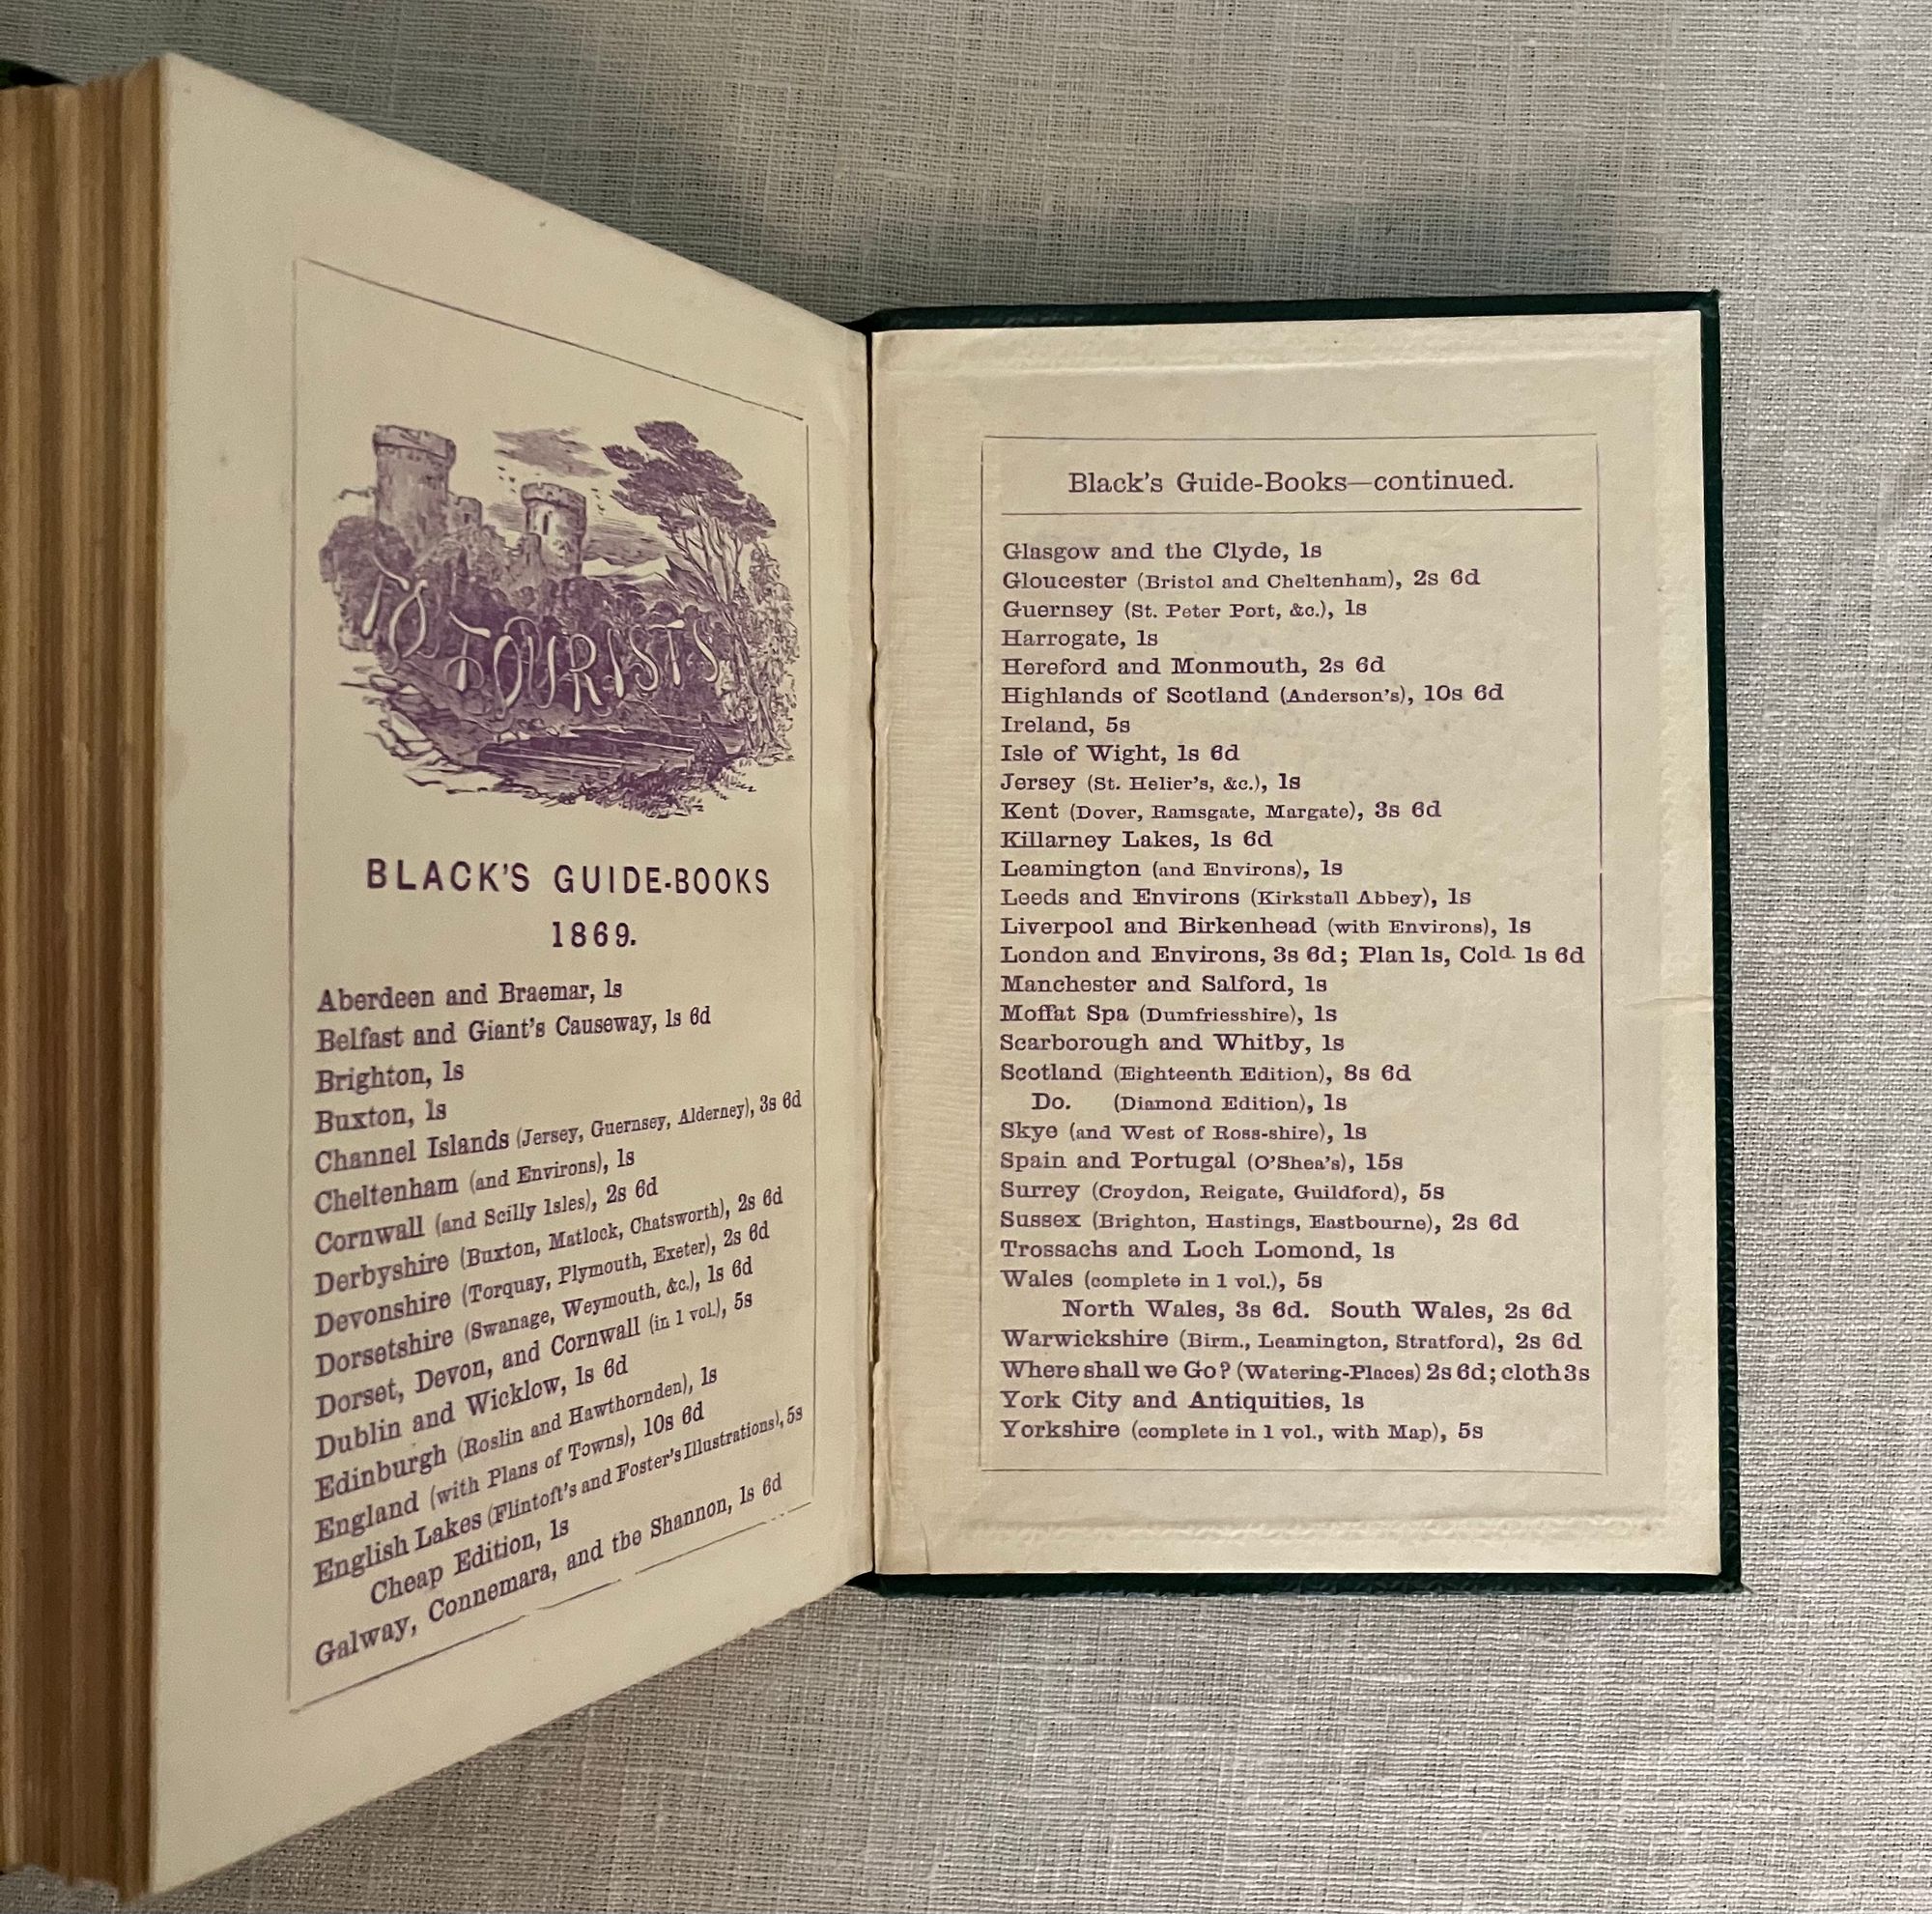 TO TOURISTS
BLACK'S GUIDE-BOOKS
1869.
Aberdeen and Braemar, 1s
Belfast and Giant's Causeway, 1s 6d
Brighton, 1s
Buxton, 1s
Channel Islands (Jersey, Guernsey, Alderney), 3s 6d
Cheltenham (and Environs), 1s
Cornwall (and Scilly Isles), 2s 6d
Derbyshire (Buxton, Matlock, Chatsworth), 2s 6d
Devonshire (Torquay, Plymouth, Exeter), 2s 6d
Dorsetshire (Swanage, Weymouth, &c.), 1s 6d
Dorset, Devon, and Cornwall (in 1 vol.), 5s
Dublin and Wicklow, 1s 6d
Edinburgh (Roslin and Hawthornden), 1s
England (with Plans of Towns), 10s 6d
English Lakes (Flintoft's and Foster's Illustrations), 5s
Cheap Edition, 1s
Galway, Connemara, and the Shannon, 1s 6d
Black's Guide-Books—continued.
Glasgow and the Clyde, 1s
Gloucester (Bristol and Cheltenham), 2s 6d
Guernsey (St. Peter Port, &c.), 1s
Harrogate, 1s
Hereford and Monmouth, 2s 6d
Highlands of Scotland (Anderson's), 10s 6d
Ireland, 5s
Isle of Wight, 1s 6d
Jersey (St. Helier's, &c.), 1s
Kent (Dover, Ramsgate, Margate), 3s 6d
Killarney Lakes, 1s 6d
Leamington (and Environs), 1s
Leeds and Environs (Kirkstall Abbey), 1s
Liverpool and Birkenhead (with Environs), 1s
London and Environs, 3s 6d; Plan 1s, Cold. 1s 6d
Manchester and Salford, 1s
Moffat Spa (Dumfriesshire), 1s
Scarborough and Whitby, 1s
Scotland (Eighteenth Edition), 8s 6d
Do. (Diamond Edition), 1s
Skye (and West of Ross-shire), 1s
Spain and Portugal (O'Shea's), 15s
Surrey (Croydon, Reigate, Guildford), 5s
Sussex (Brighton, Hastings, Eastbourne), 2s 6d
Trossachs and Loch Lomond, 1s
Wales (complete in 1 vol.), 5s
North Wales, 3s 6d. South Wales, 2s 6d
Warwickshire (Birm., Leamington, Stratford), 2s 6d
Where shall we Go? (Watering-Places) 2s 6d; cloth 3s
York City and Antiquities, 1s
Yorkshire (complete in 1 vol., with Map), 5s